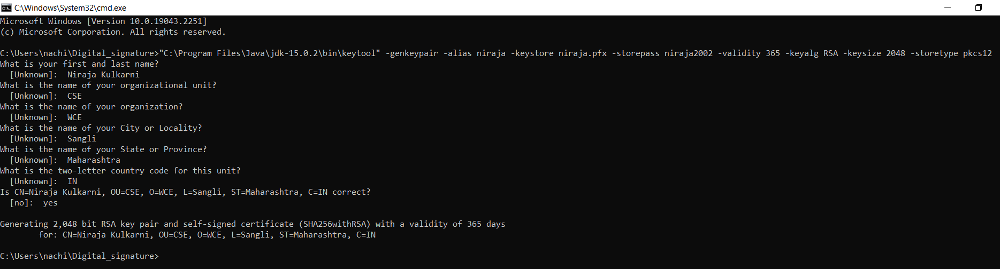 C:\Windows\System32\cmd.exe
Microsoft Windows [Version 10.0.19043.2251]
(c) Microsoft Corporation. All rights reserved.
C:\Users\nachi\Digital_signature>"C:\Program Files\Java\jdk-15.0.2\bin\keytool" -genkeypair -alias niraja -keystore niraja.pfx -storepass niraja2002 -validity 365 -keyalg RSA -keysize 2048 -storetype pkcs12
What is your first and last name?
[Unknown]: Niraja Kulkarni
What is the name of your organizational unit?
[Unknown]: CSE
What is the name of your organization?
[Unknown]: WCE
What is the name of your City or Locality?
[Unknown]: Sangli
What is the name of your State or Province?
[Unknown]: Maharashtra
What is the two-letter country code for this unit?
[Unknown]: IN
Is CN=Niraja Kulkarni, OU=CSE, O=WCE, L=Sangli, ST=Maharashtra, C=IN correct?
[no]: yes
Generating 2,048 bit RSA key pair and self-signed certificate (SHA256withRSA) with a validity of 365 days
for: CN=Niraja Kulkarni, OU=CSE, O=WCE, L=Sangli, ST=Maharashtra, C=IN
C:\Users\nachi\Digital_signature>